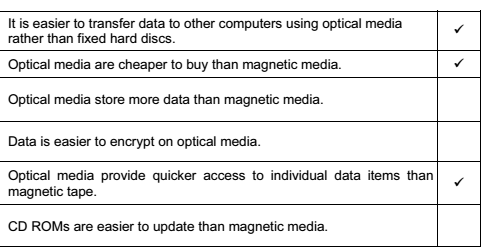 It is easier to transfer data to other computers using optical media
rather than fixed hard discs. ✓
Optical media are cheaper to buy than magnetic media. ✓
Optical media store more data than magnetic media.
Data is easier to encrypt on optical media.
Optical media provide quicker access to individual data items than
magnetic tape. ✓
CD ROMs are easier to update than magnetic media.